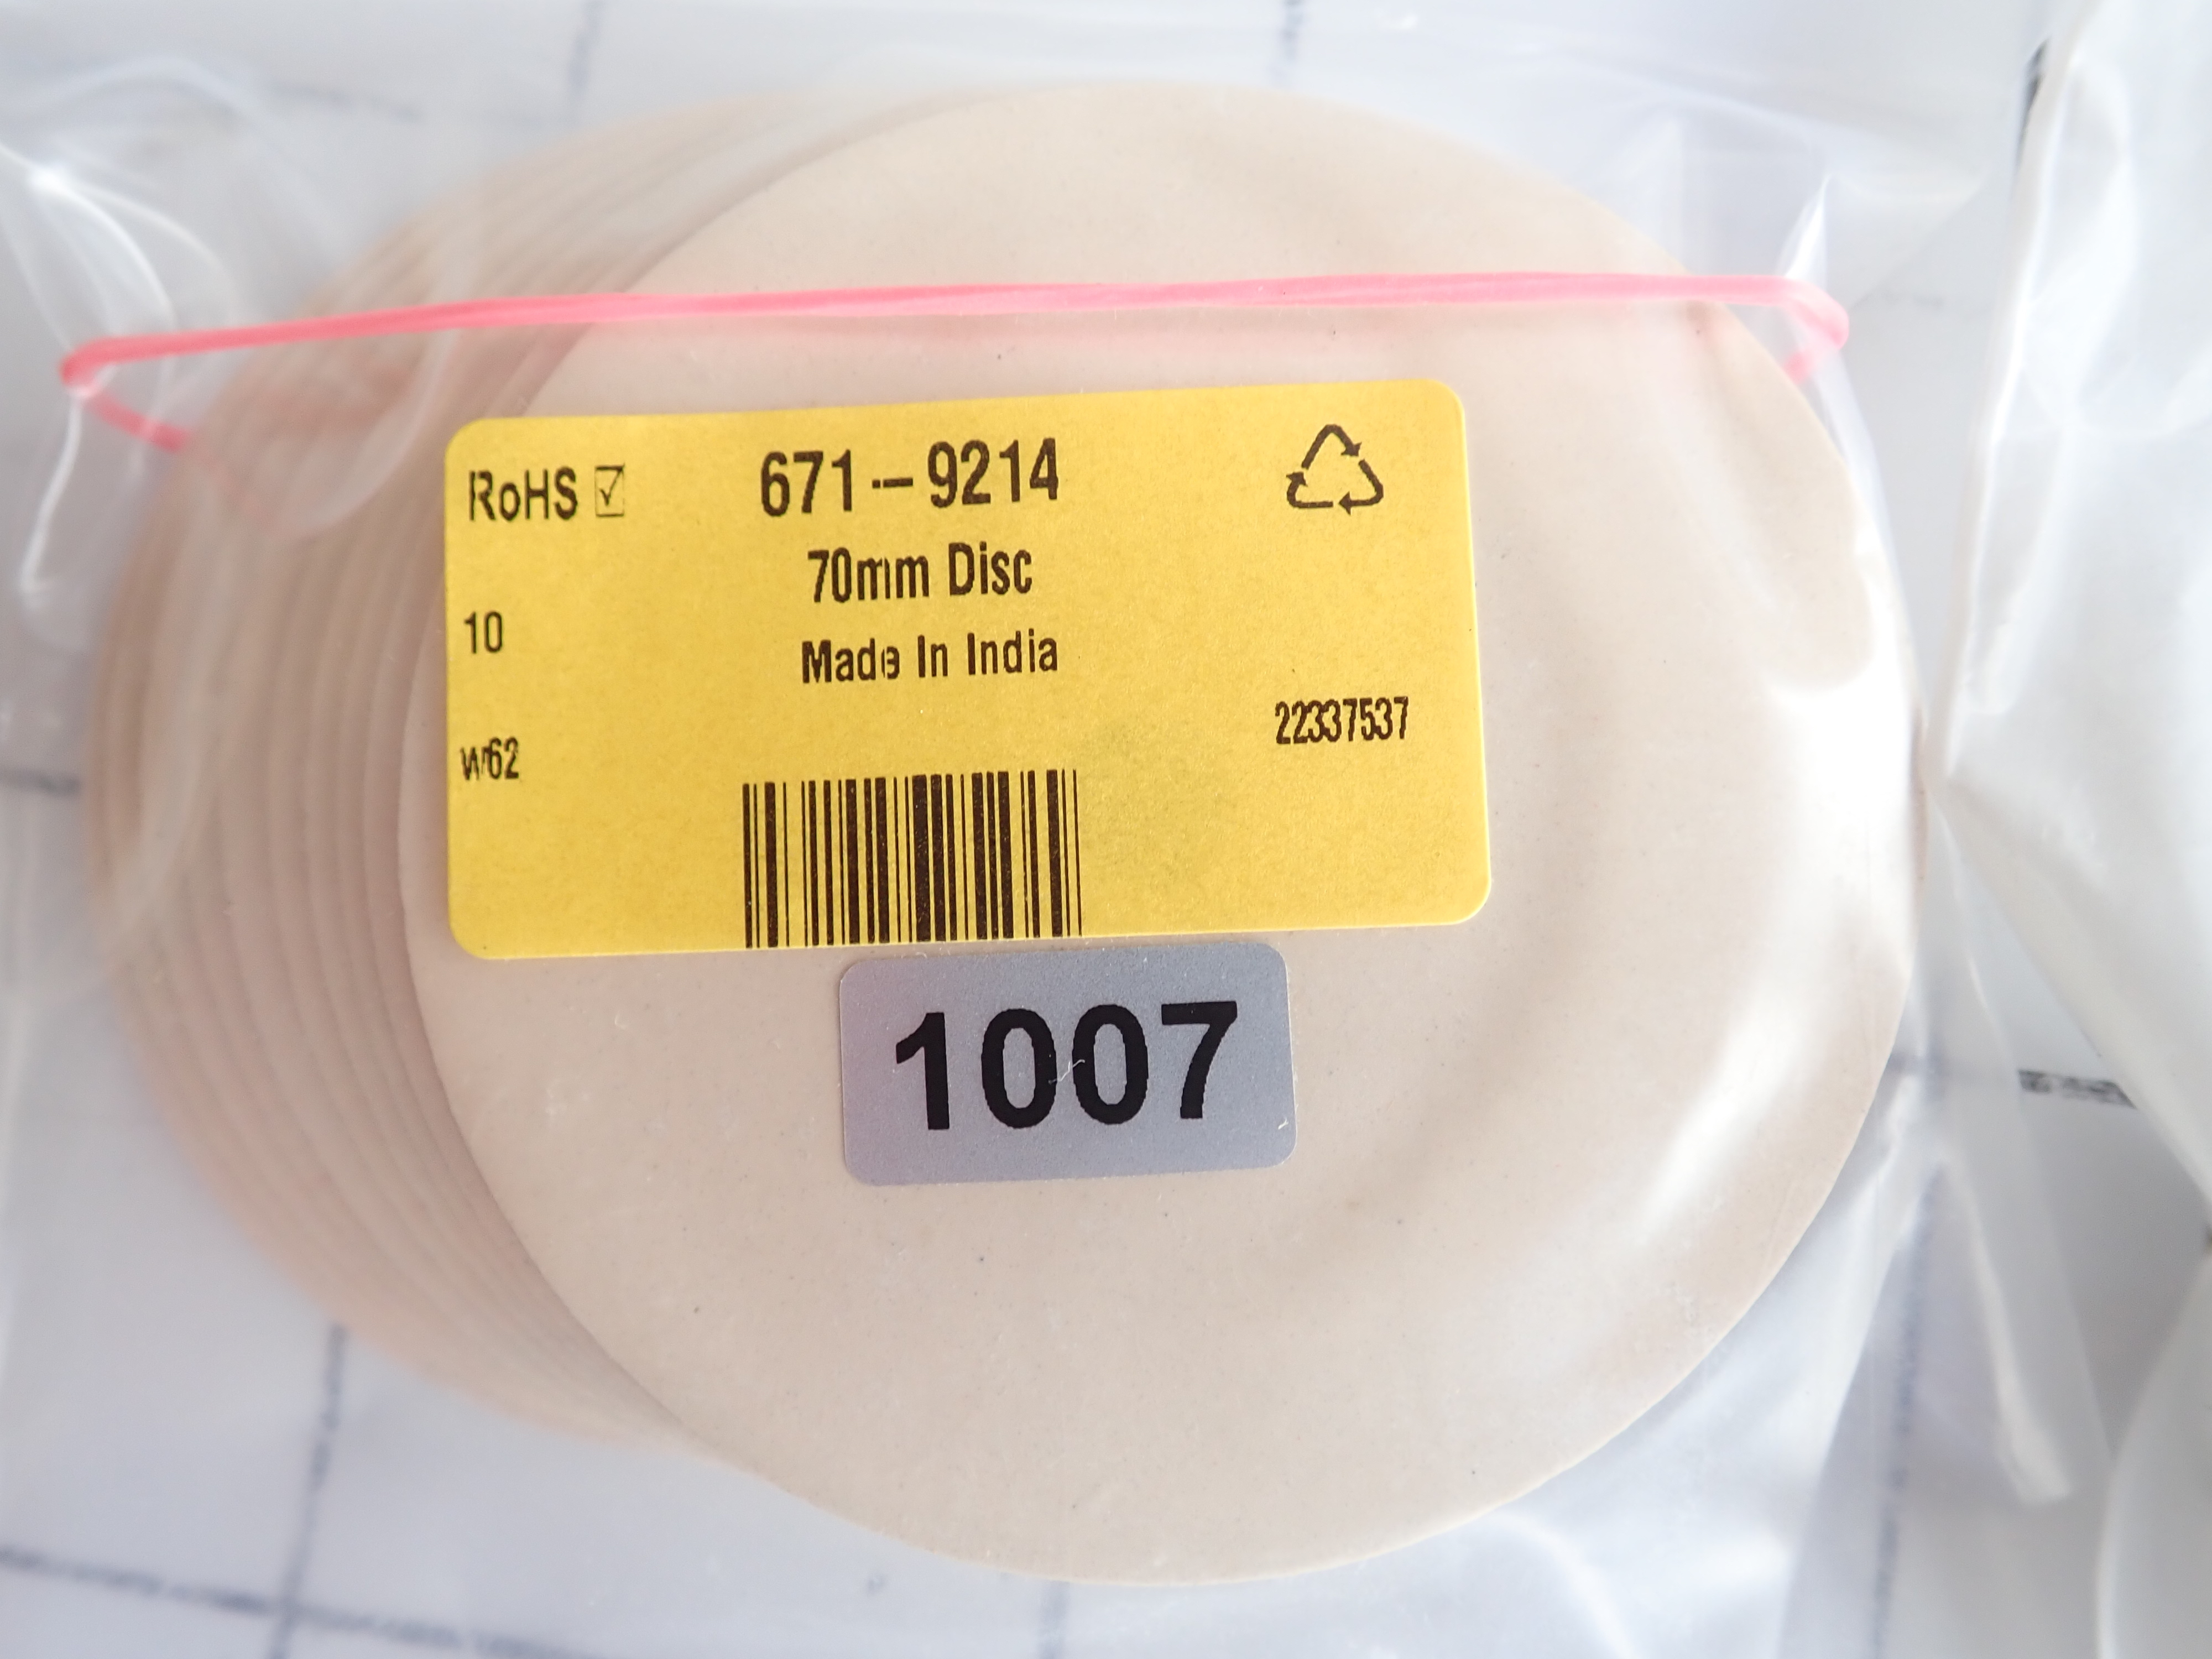 RoHS ☑ 671-9214
70mm Disc
10
Made In India
22337537
w62
1007